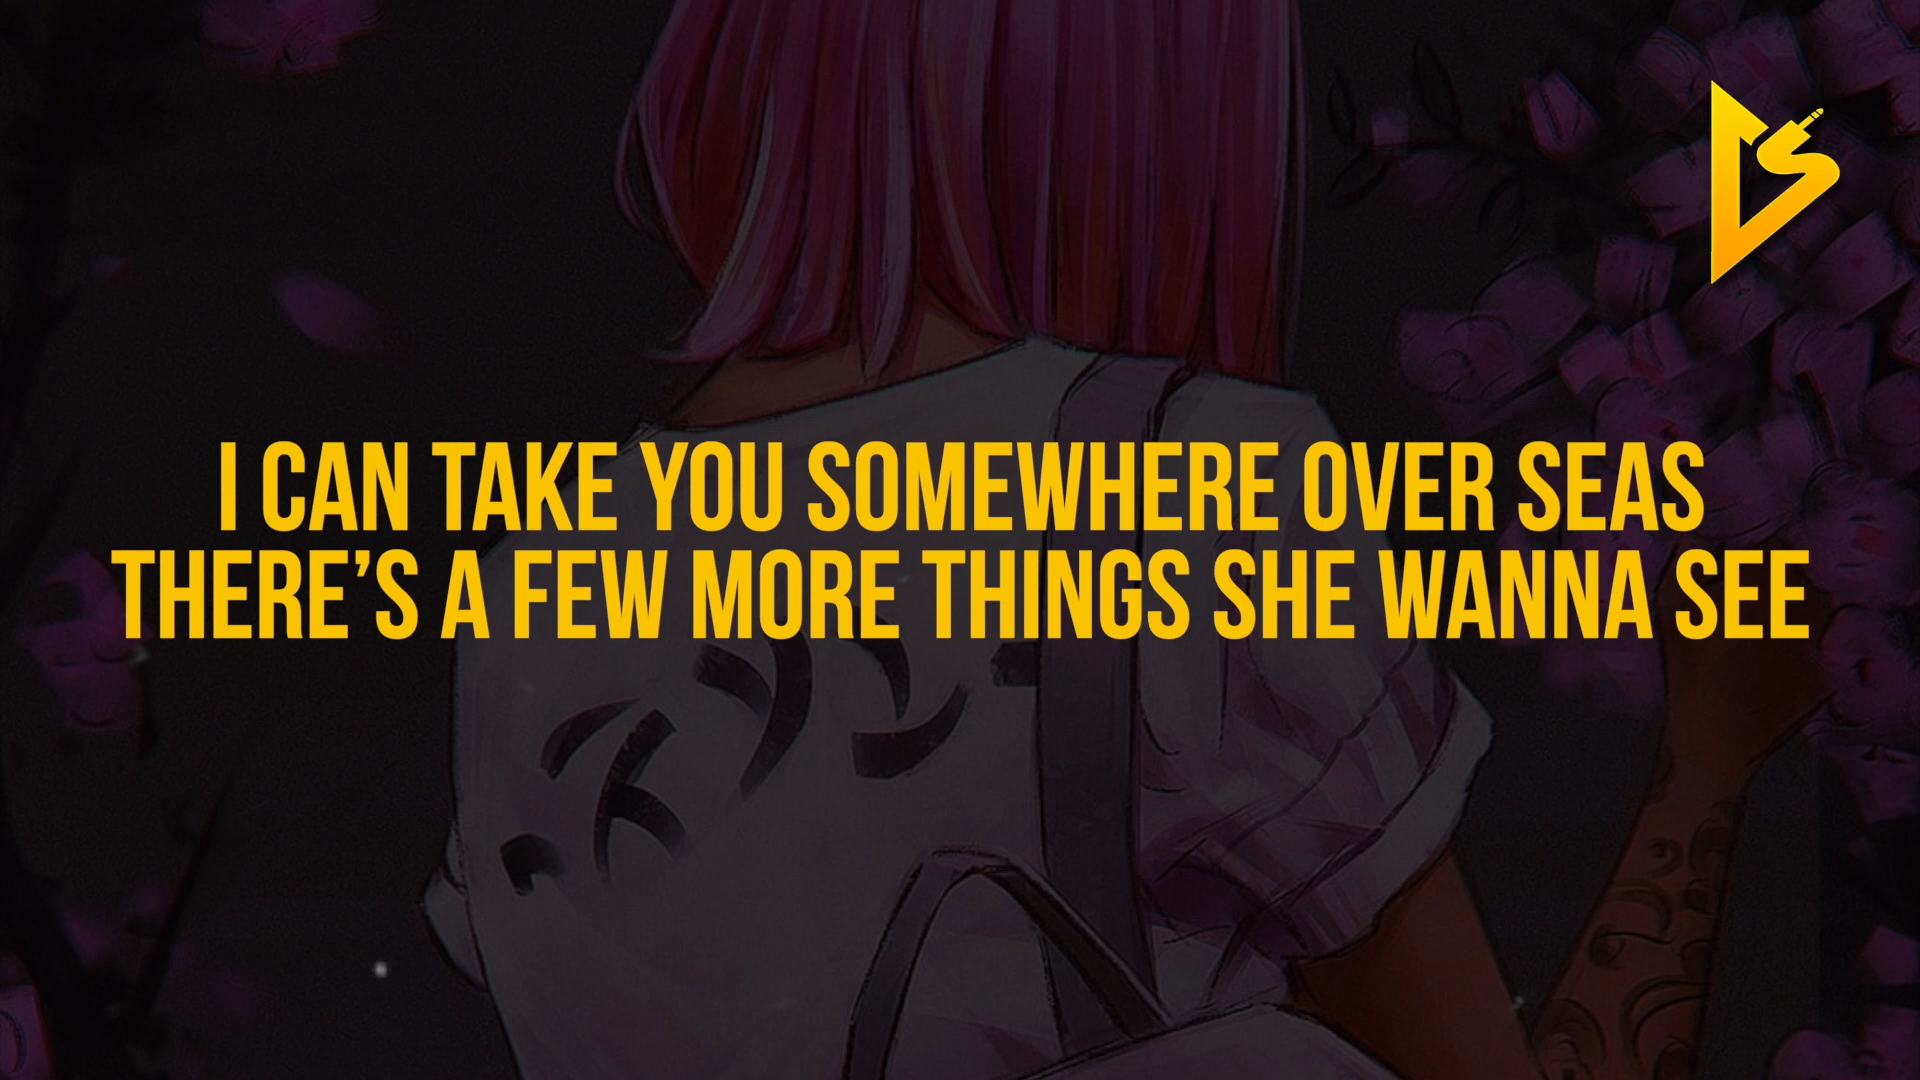 I CAN TAKE YOU SOMEWHERE OVER SEAS
THERE’S A FEW MORE THINGS SHE WANNA SEE